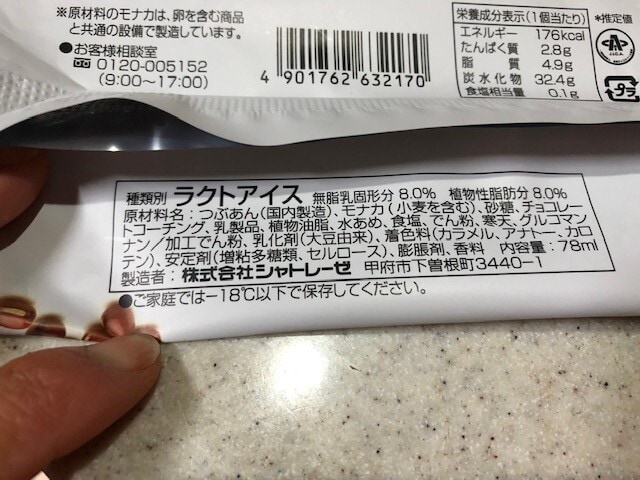 ※原材料のモナカは、卵を含む商品
と共通の設備で製造しています。
●お客様相談室
0120-005152
(9:00〜17:00)
4 901762 632170
栄養成分表示(1個当たり) *推定値
エネルギー 176kcal
たんぱく質 2.8g
脂質 4.9g
炭水化物 32.4g
食塩相当量 0.1g
プラ
種類別 ラクトアイス 無脂乳固形分 8.0% 植物性脂肪分 8.0%
原材料名:つぶあん(国内製造)、モナカ(小麦を含む)、砂糖、チョコレー
トコーチング、乳製品、植物油脂、水あめ、食塩、でん粉、寒天、グルコマン
ナン/加工でん粉、乳化剤(大豆由来)、着色料(カラメル、アナトー、カロ
テン)、安定剤(増粘多糖類、セルロース)、膨脹剤、香料 内容量:78ml
製造者:株式会社シャトレーゼ 甲府市下曽根町3440-1
●ご家庭では-18℃以下で保存してください。